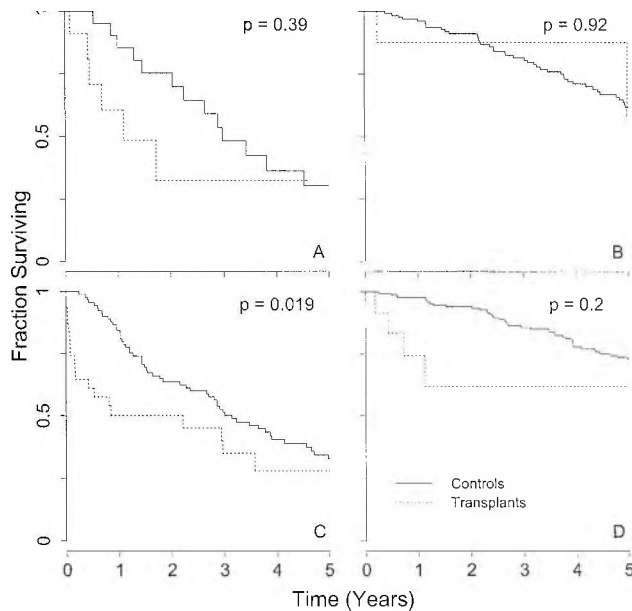 1
p = 0.39
p = 0.92
0.5
0
A
B
Fraction Surviving
1
p = 0.019
p = 0.2
0.5
Controls
Transplants
0
C
D
0 1 2 3 4 5
0 1 2 3 4 5
Time (Years)